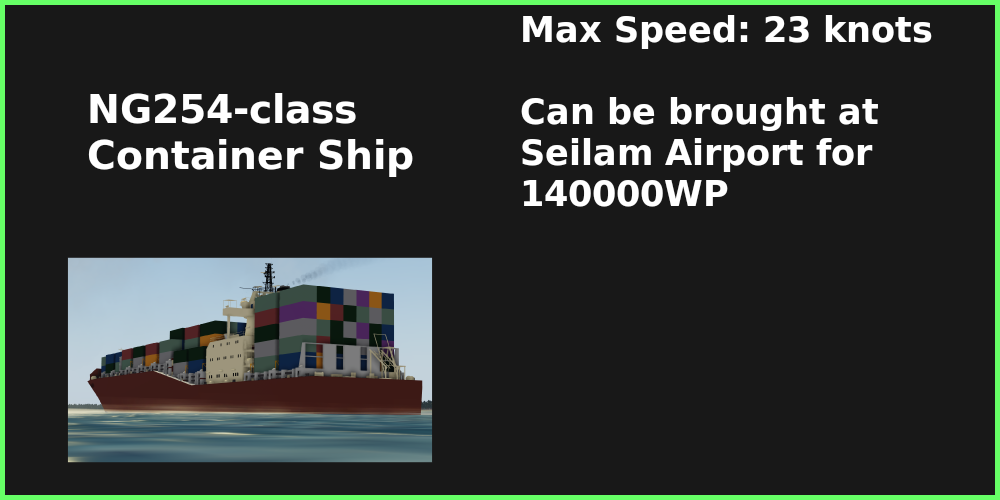 NG254-class
Container Ship
Max Speed: 23 knots
Can be brought at
Seilam Airport for
140000WP